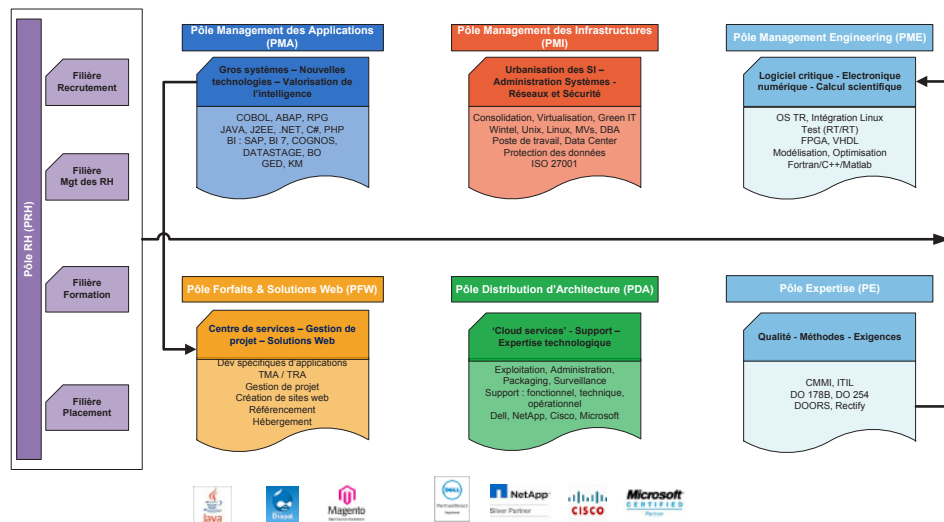 Pôle RH (PRH)
Filière
Recrutement
Filière
Mgt des RH
Filière
Formation
Filière
Placement
Pôle Management des Applications
(PMA)
Gros systèmes – Nouvelles
technologies – Valorisation de
l'intelligence
COBOL, ABAP, RPG
JAVA, J2EE, .NET, C#, PHP
BI : SAP, BI 7, COGNOS,
DATASTAGE, BO
GED, KM
Pôle Management des Infrastructures
(PMI)
Urbanisation des SI –
Administration Systèmes -
Réseaux et Sécurité
Consolidation, Virtualisation, Green IT
Wintel, Unix, Linux, MVs, DBA
Poste de travail, Data Center
Protection des données
ISO 27001
Pôle Management Engineering (PME)
Logiciel critique - Electronique
numérique - Calcul scientifique
OS TR, Intégration Linux
Test (RT/RT)
FPGA, VHDL
Modélisation, Optimisation
Fortran/C++/Matlab
Pôle Forfaits & Solutions Web (PFW)
Centre de services – Gestion de
projet – Solutions Web
Dév spécifiques d'applications
TMA / TRA
Gestion de projet
Création de sites web
Référencement
Hébergement
Pôle Distribution d'Architecture (PDA)
'Cloud services' - Support –
Expertise technologique
Exploitation, Administration,
Packaging, Surveillance
Support : fonctionnel, technique,
opérationnel
Dell, NetApp, Cisco, Microsoft
Pôle Expertise (PE)
Qualité - Méthodes - Exigences
CMMI, ITIL
DO 178B, DO 254
DOORS, Rectify
Java
Drupal
Magento
DELL
PartnerDirect
NetApp
Silver Partner
CISCO
Microsoft
CERTIFIED
Partner